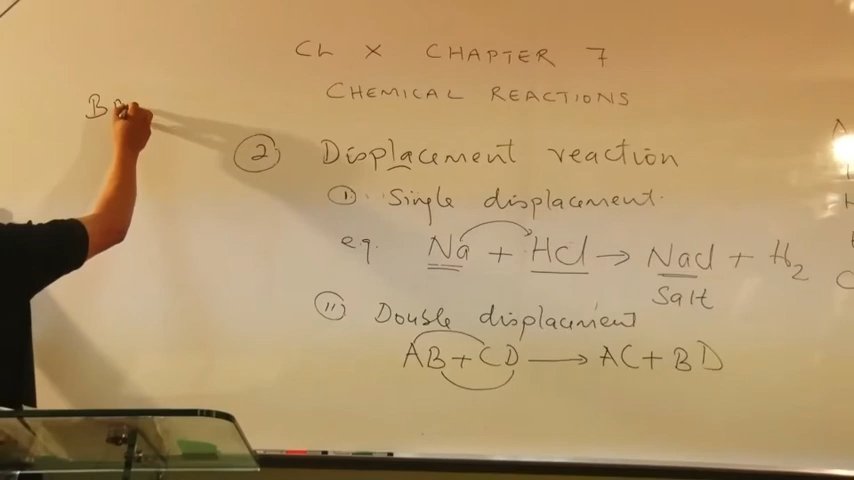 CL X CHAPTER 7
CHEMICAL REACTIONS
B
② Displacement reaction
(i) Single displacement.
eg. Na + HCl → NaCl + H₂
Salt
(ii) Double displacement
AB + CD → AC + BD